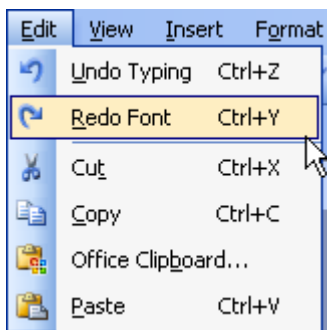 Edit View Insert Format
Undo Typing Ctrl+Z
Redo Font Ctrl+Y
Cut Ctrl+X
Copy Ctrl+C
Office Clipboard...
Paste Ctrl+V